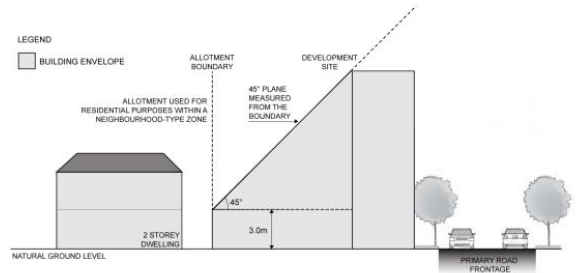 LEGEND
BUILDING ENVELOPE
ALLOTMENT
BOUNDARY
DEVELOPMENT
SITE
ALLOTMENT USED FOR
RESIDENTIAL PURPOSES WITHIN A
NEIGHBOURHOOD-TYPE ZONE
45° PLANE
MEASURED
FROM THE
BOUNDARY
45°
3.0m
2 STOREY
DWELLING
NATURAL GROUND LEVEL
PRIMARY ROAD
FRONTAGE